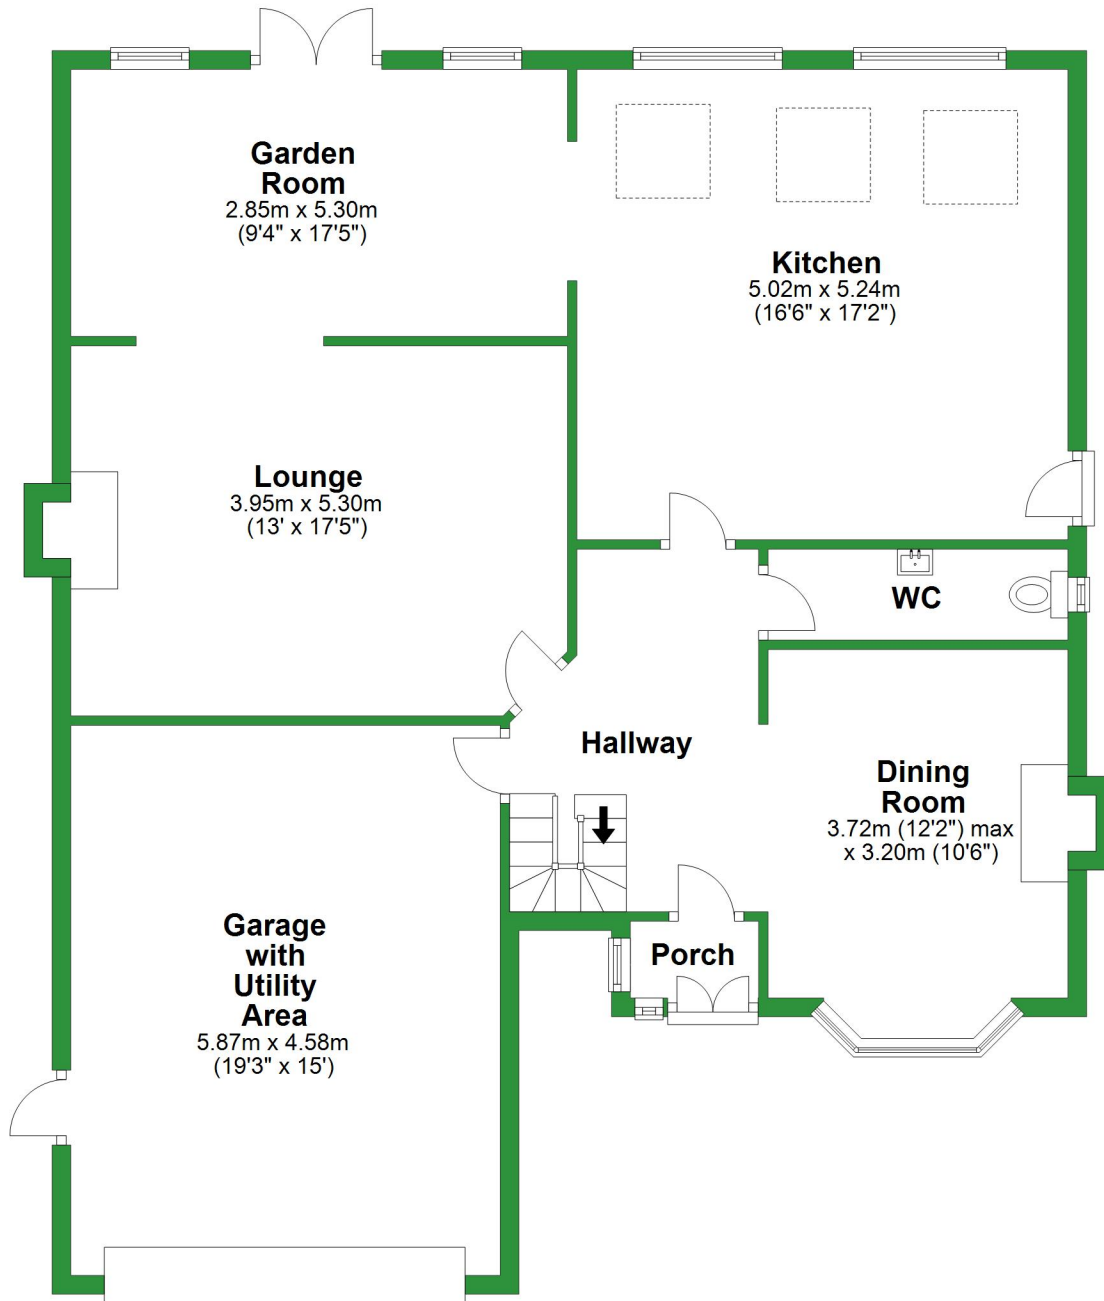 Garden
Room
2.85m x 5.30m
(9'4" x 17'5")
Kitchen
5.02m x 5.24m
(16'6" x 17'2")
Lounge
3.95m x 5.30m
(13' x 17'5")
WC
Hallway
Dining
Room
3.72m (12'2") max
x 3.20m (10'6")
Garage
with
Utility
Area
5.87m x 4.58m
(19'3" x 15')
Porch